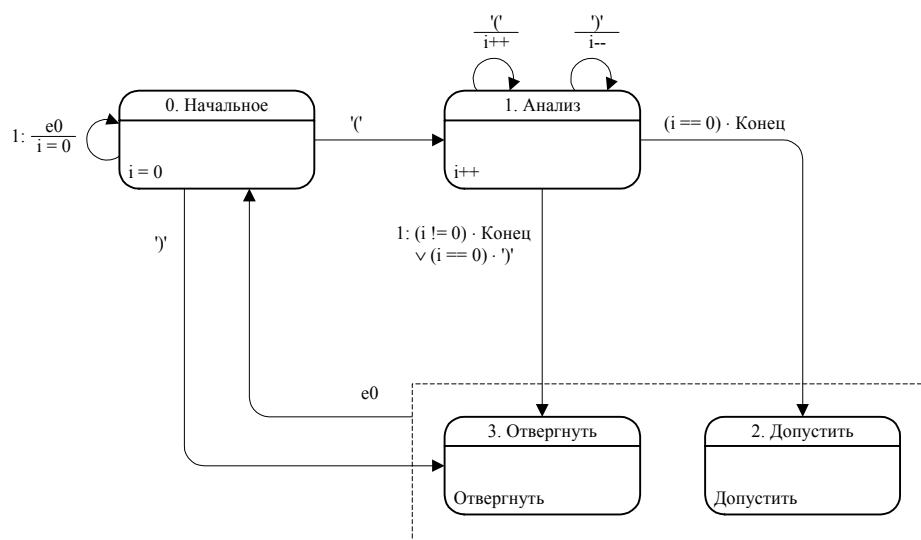 '('
i++
')'
i--
0. Начальное
1. Анализ
1: e0
i = 0
'('
(i == 0) · Конец
i = 0
i++
')'
1: (i != 0) · Конец
∨ (i == 0) · ')'
e0
3. Отвергнуть
2. Допустить
Отвергнуть
Допустить